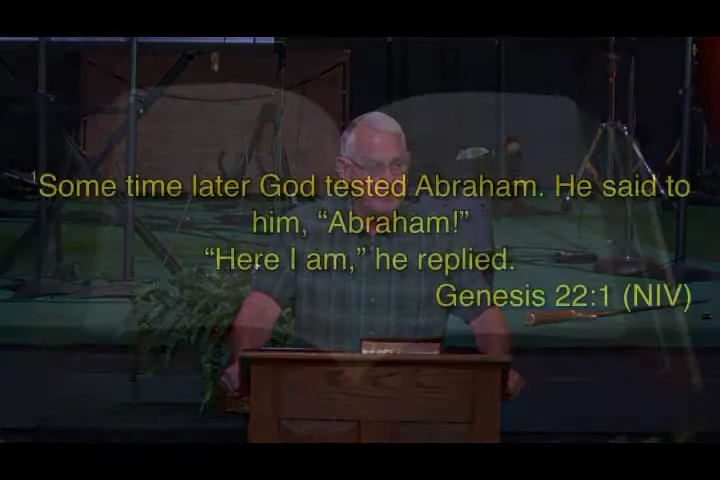 ¹Some time later God tested Abraham. He said to
him, “Abraham!”
“Here I am,” he replied.
Genesis 22:1 (NIV)